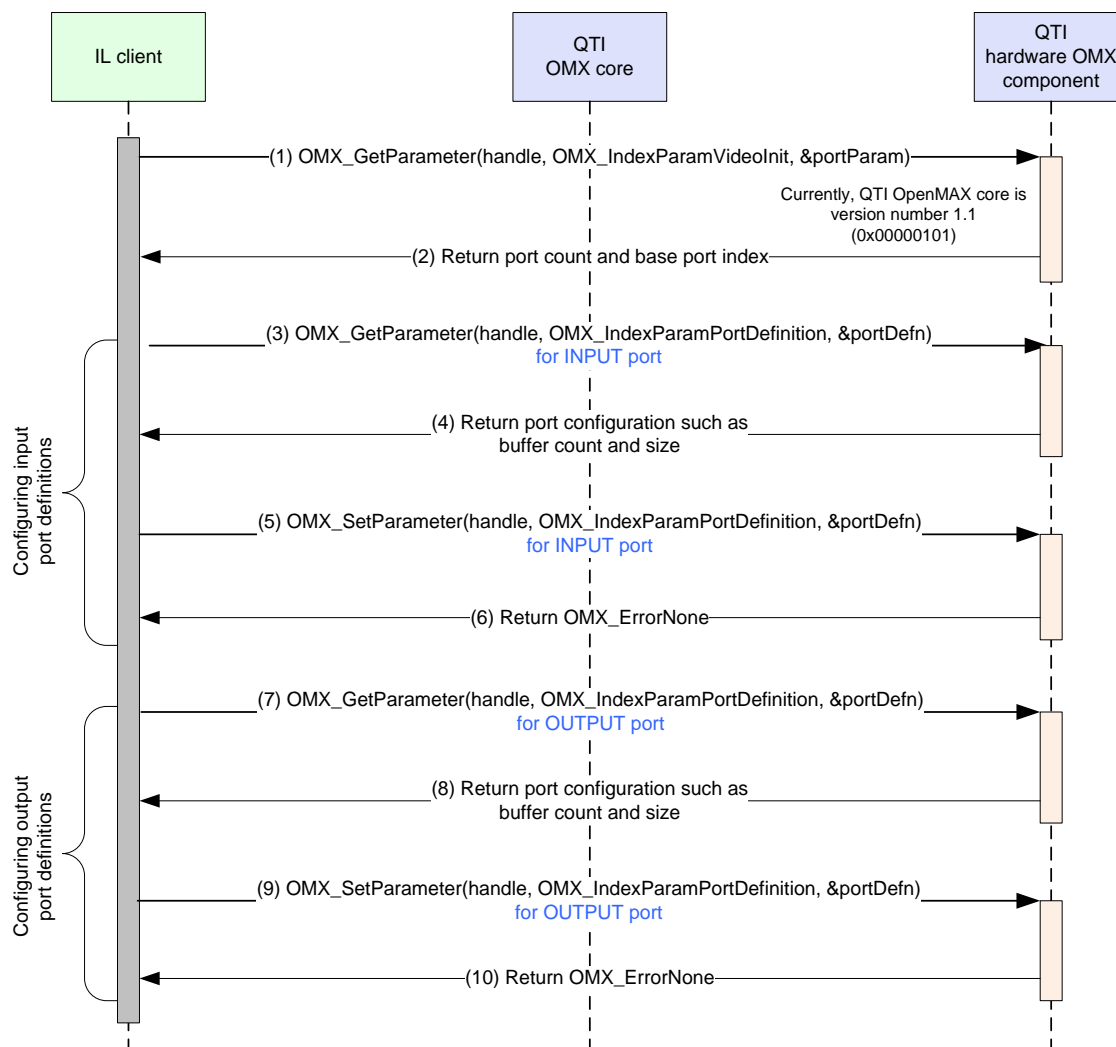 IL client
QTI
OMX core
QTI
hardware OMX
component
(1) OMX_GetParameter(handle, OMX_IndexParamVideoInit, &portParam)
Currently, QTI OpenMAX core is
version number 1.1
(0x00000101)
(2) Return port count and base port index
(3) OMX_GetParameter(handle, OMX_IndexParamPortDefinition, &portDefn)
for INPUT port
(4) Return port configuration such as
buffer count and size
Configuring input
port definitions
(5) OMX_SetParameter(handle, OMX_IndexParamPortDefinition, &portDefn)
for INPUT port
(6) Return OMX_ErrorNone
(7) OMX_GetParameter(handle, OMX_IndexParamPortDefinition, &portDefn)
for OUTPUT port
(8) Return port configuration such as
buffer count and size
Configuring output
port definitions
(9) OMX_SetParameter(handle, OMX_IndexParamPortDefinition, &portDefn)
for OUTPUT port
(10) Return OMX_ErrorNone